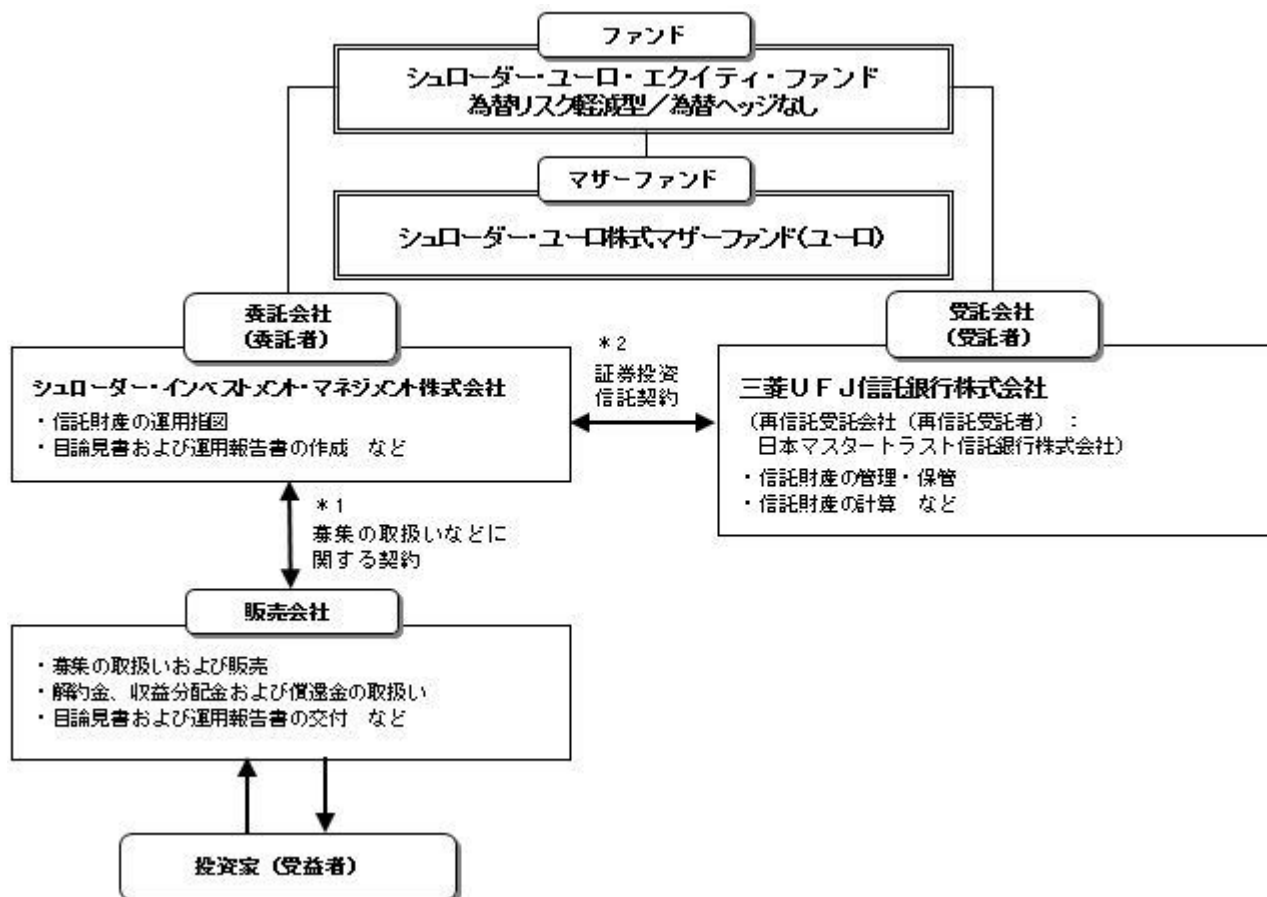 ファンド
シュローダー・ユーロ・エクイティ・ファンド
為替リスク軽減型/為替ヘッジなし
マザーファンド
シュローダー・ユーロ株式マザーファンド(ユーロ)
委託会社
(委託者)
シュローダー・インベストメント・マネジメント株式会社
・信託財産の運用指図
・目論見書および運用報告書の作成 など
*2
証券投資
信託契約
受託会社
(受託者)
三菱UFJ信託銀行株式会社
(再信託受託会社(再信託受託者) :
日本マスタートラスト信託銀行株式会社)
・信託財産の管理・保管
・信託財産の計算 など
*1
募集の取扱いなどに
関する契約
販売会社
・募集の取扱いおよび販売
・解約金、収益分配金および償還金の取扱い
・目論見書および運用報告書の交付 など
投資家(受益者)